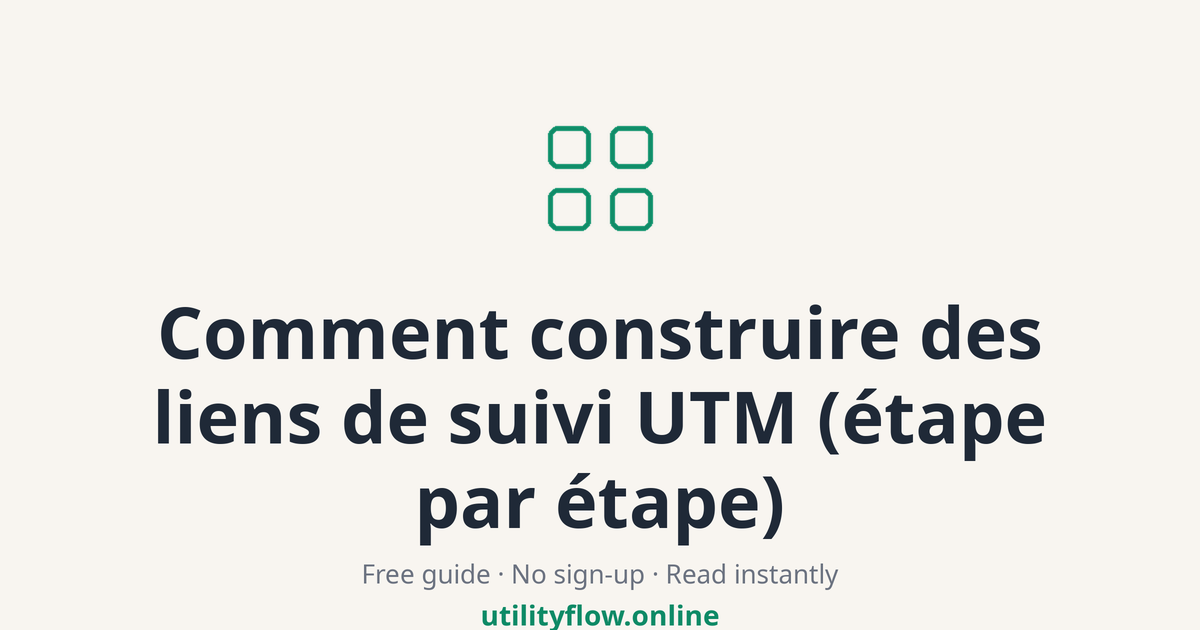 Comment construire des
liens de suivi UTM (étape
par étape)
Free guide · No sign-up · Read instantly
utilityflow.online